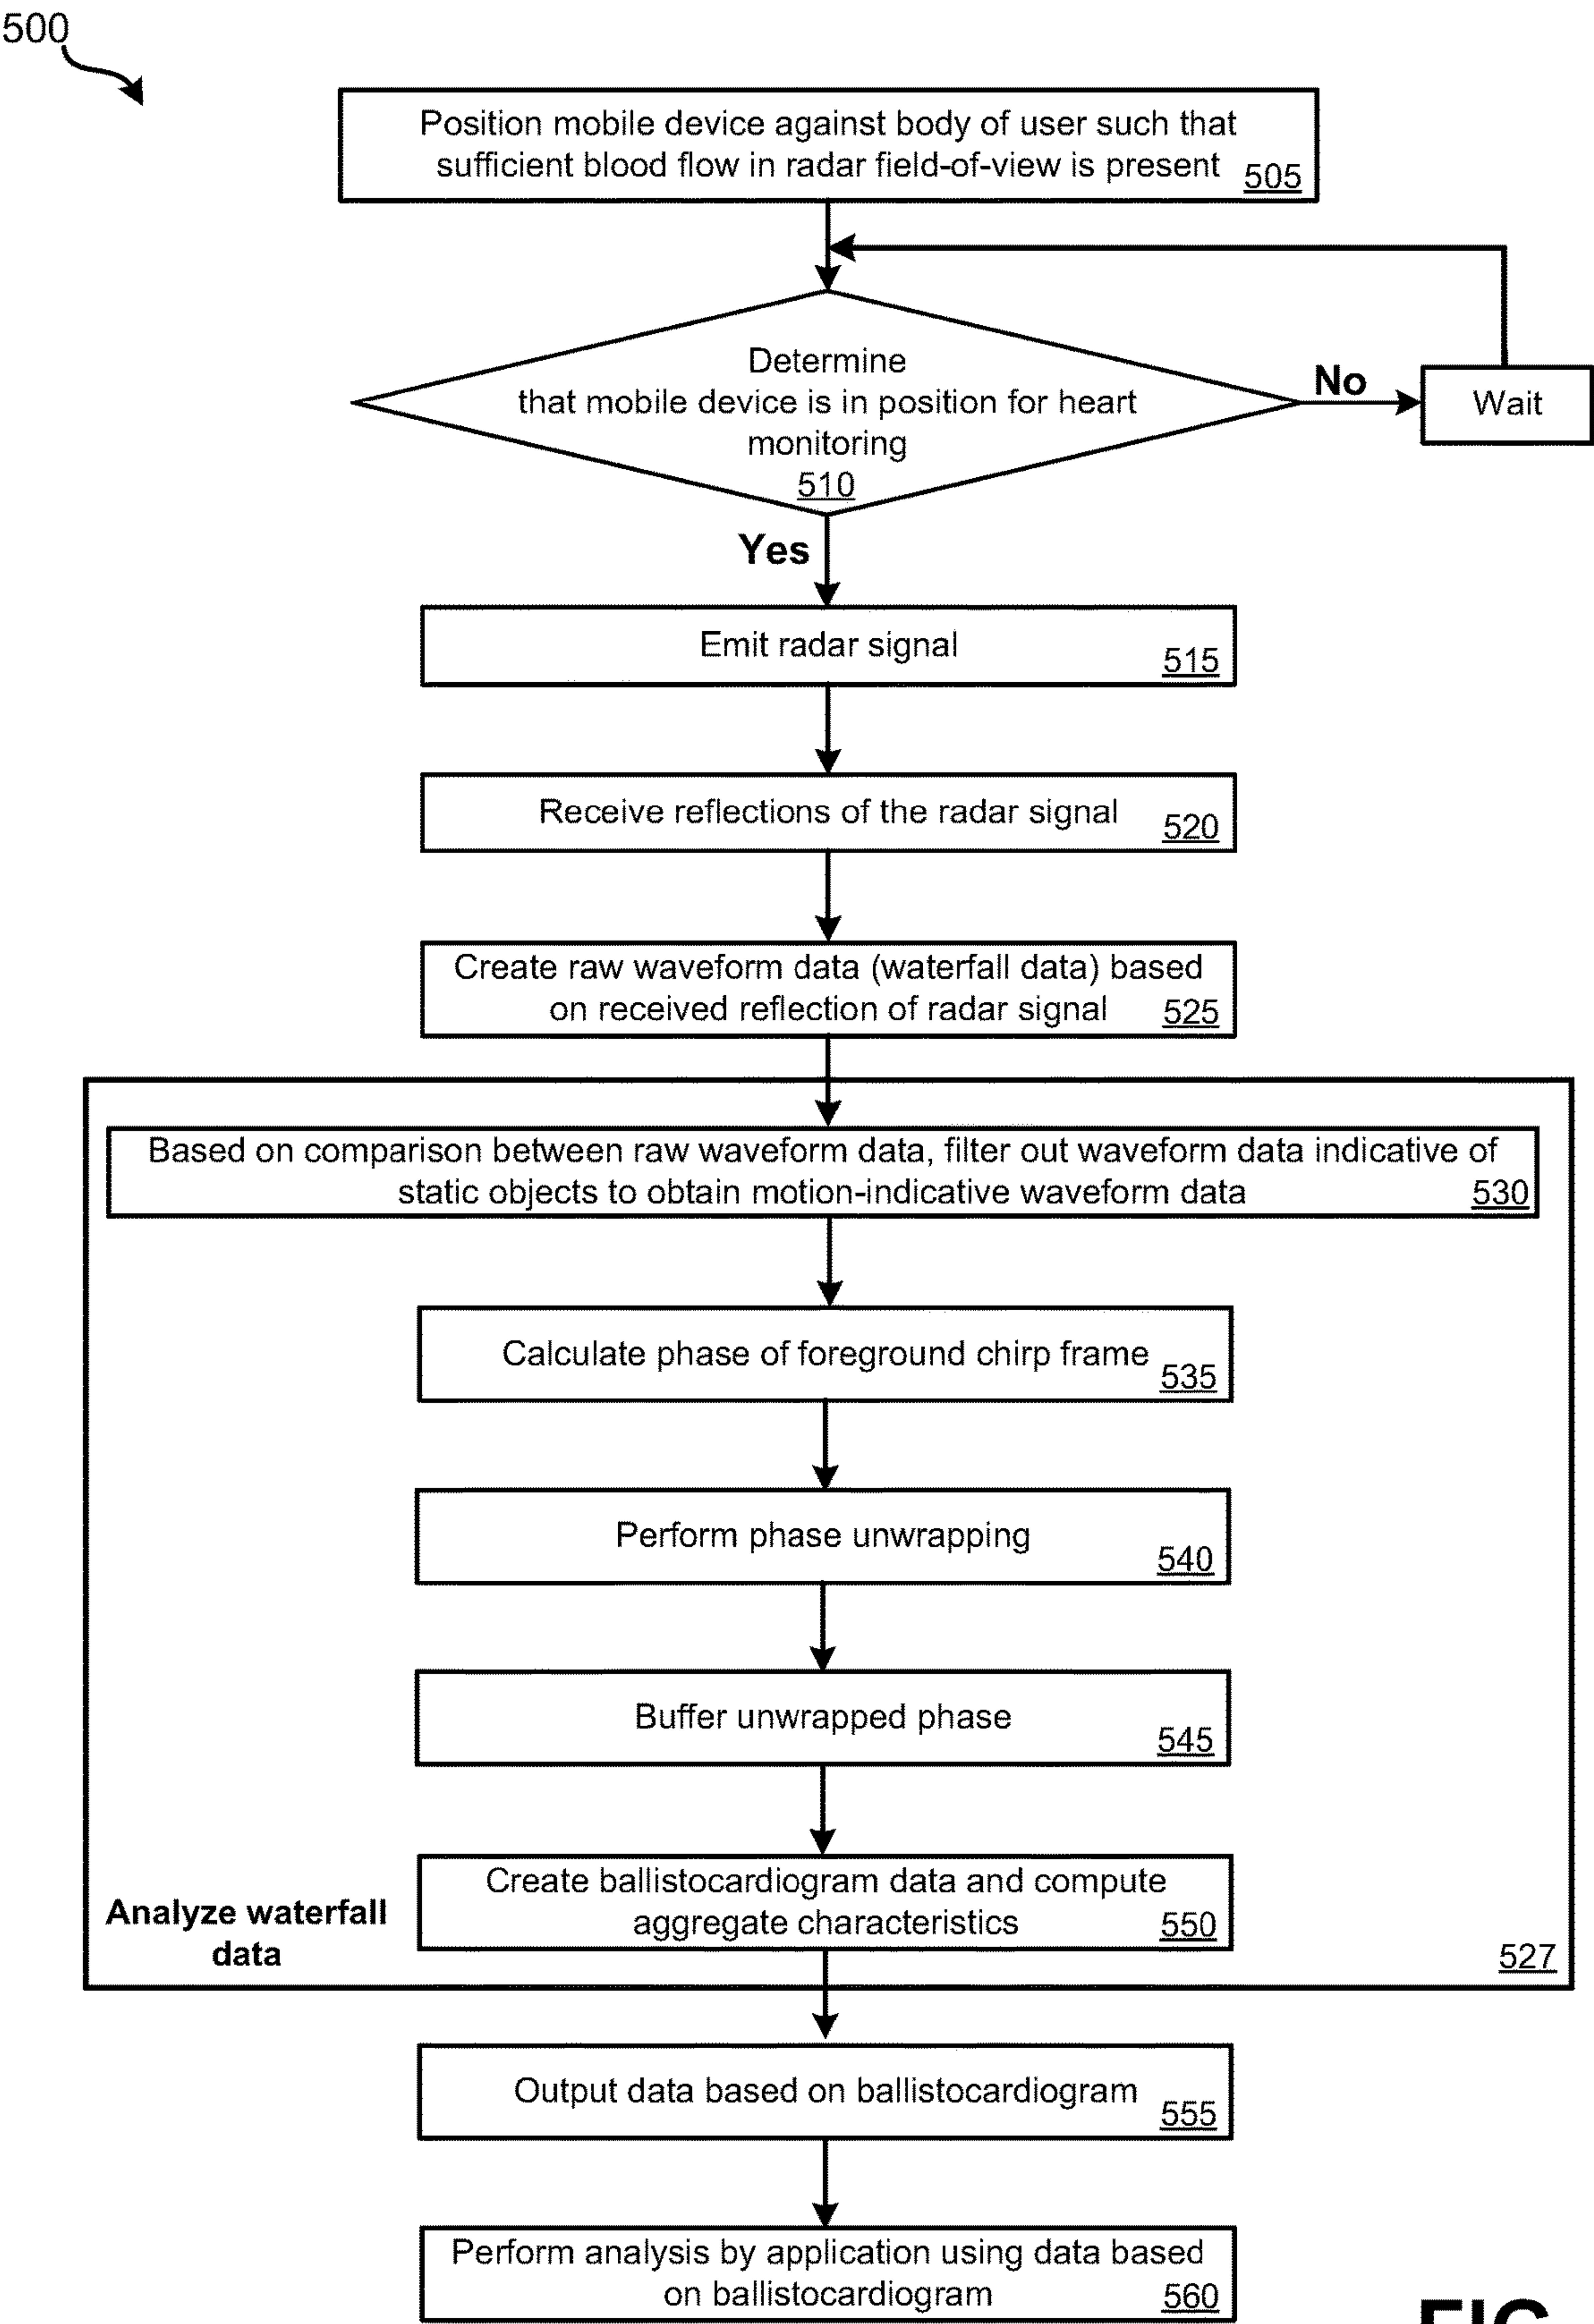 500
Position mobile device against body of user such that
sufficient blood flow in radar field-of-view is present
505
Determine
that mobile device is in position for heart
monitoring
510
No
Wait
Yes
Emit radar signal
515
Receive reflections of the radar signal
520
Create raw waveform data (waterfall data) based
on received reflection of radar signal
525
Based on comparison between raw waveform data, filter out waveform data indicative of
static objects to obtain motion-indicative waveform data
530
Calculate phase of foreground chirp frame
535
Perform phase unwrapping
540
Buffer unwrapped phase
545
Create ballistocardiogram data and compute
aggregate characteristics
550
Analyze waterfall
data
527
Output data based on ballistocardiogram
555
Perform analysis by application using data based
on ballistocardiogram
560